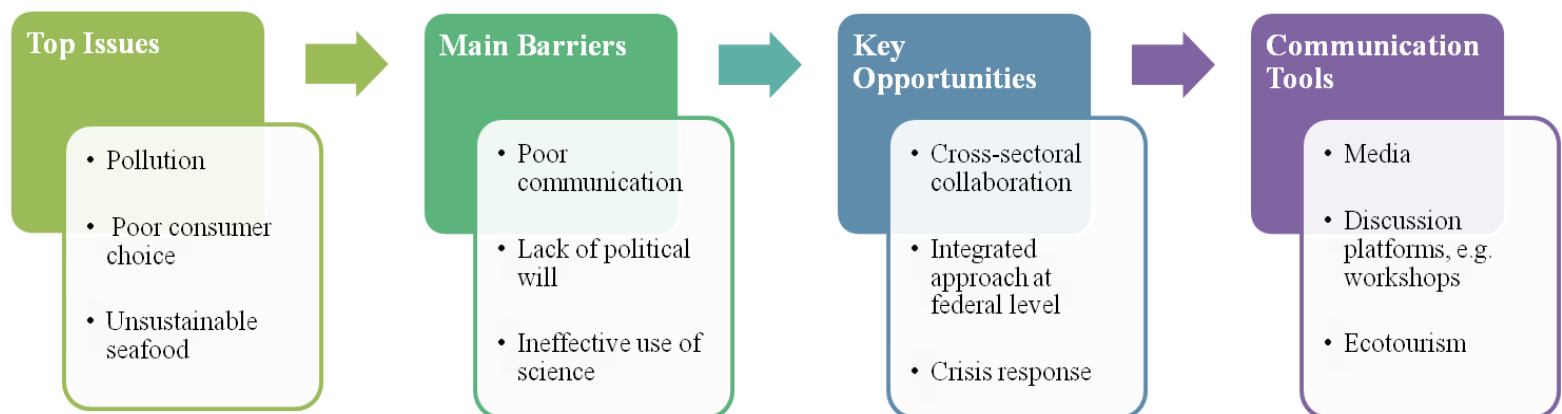 Top Issues
• Pollution
• Poor consumer
choice
• Unsustainable
seafood
Main Barriers
• Poor
communication
• Lack of political
will
• Ineffective use of
science
Key
Opportunities
• Cross-sectoral
collaboration
• Integrated
approach at
federal level
• Crisis response
Communication
Tools
• Media
• Discussion
platforms, e.g.
workshops
• Ecotourism